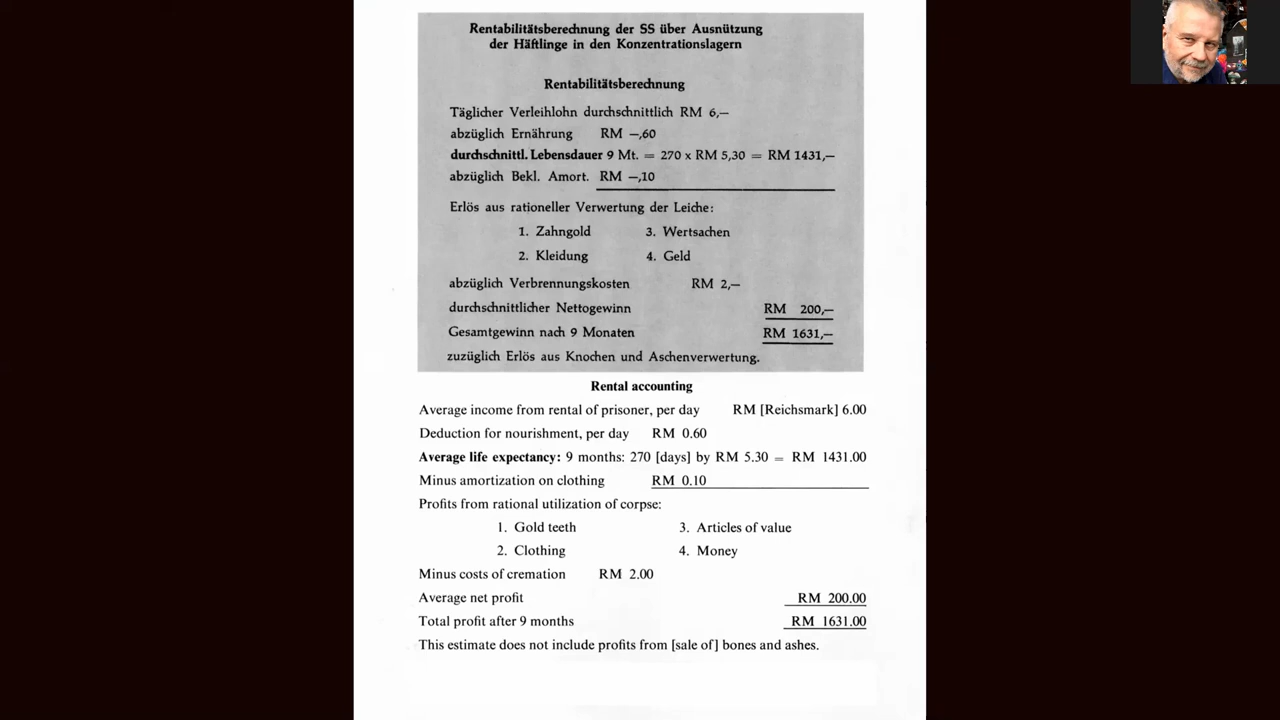 Rentabilitätsberechnung der SS über Ausnützung
der Häftlinge in den Konzentrationslagern
Rentabilitätsberechnung
Täglicher Verleihlohn durchschnittlich RM 6,—
abzüglich Ernährung RM —,60
durchschnittl. Lebensdauer 9 Mt. = 270 x RM 5,30 = RM 1431,—
abzüglich Bekl. Amort. RM —,10
Erlös aus rationeller Verwertung der Leiche:
1. Zahngold 3. Wertsachen
2. Kleidung 4. Geld
abzüglich Verbrennungskosten RM 2,—
durchschnittlicher Nettogewinn RM 200,—
Gesamtgewinn nach 9 Monaten RM 1631,—
zuzüglich Erlös aus Knochen und Aschenverwertung.
Rental accounting
Average income from rental of prisoner, per day RM [Reichsmark] 6.00
Deduction for nourishment, per day RM 0.60
Average life expectancy: 9 months: 270 [days] by RM 5.30 = RM 1431.00
Minus amortization on clothing RM 0.10
Profits from rational utilization of corpse:
1. Gold teeth 3. Articles of value
2. Clothing 4. Money
Minus costs of cremation RM 2.00
Average net profit RM 200.00
Total profit after 9 months RM 1631.00
This estimate does not include profits from [sale of] bones and ashes.